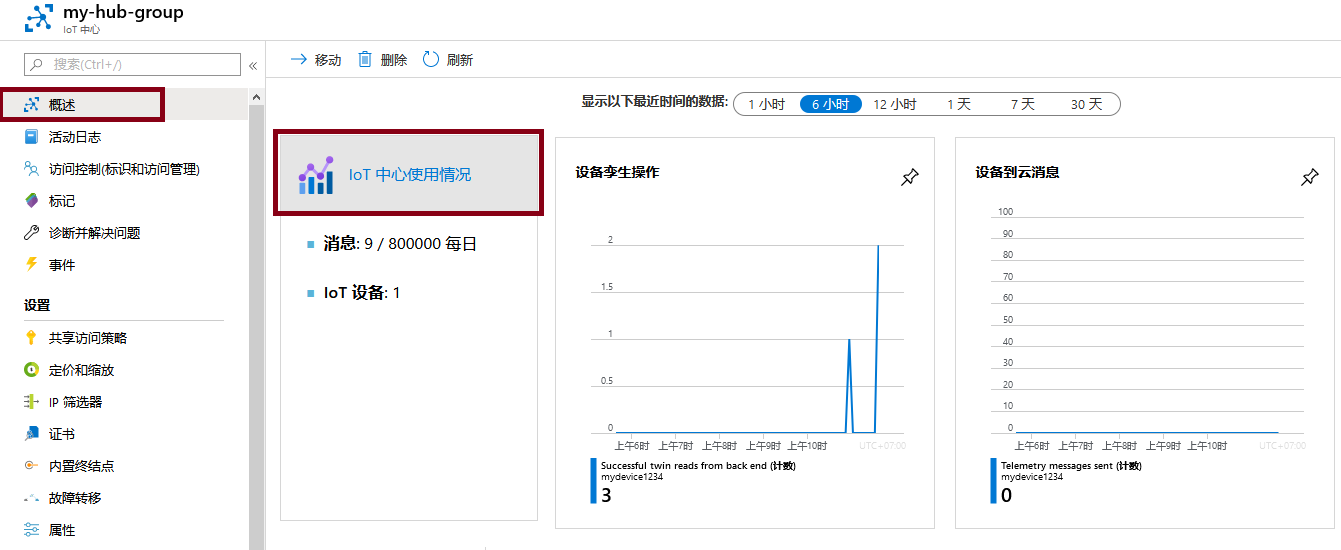 my-hub-group
IoT 中心
搜索(Ctrl+/)
«
概述
活动日志
访问控制(标识和访问管理)
标记
诊断并解决问题
事件
设置
共享访问策略
定价和缩放
IP 筛选器
证书
内置终结点
故障转移
属性
移动 删除 刷新
显示以下最近时间的数据: 1 小时 6 小时 12 小时 1 天 7 天 30 天
IoT 中心使用情况
消息: 9 / 800000 每日
IoT 设备: 1
设备孪生操作
2
1.5
1
0.5
0
上午6时 上午7时 上午8时 上午9时 上午10时 UTC+07:00
Successful twin reads from back end (计数)
mydevice1234
3
设备到云消息
100
90
80
70
60
50
40
30
20
10
0
上午6时 上午7时 上午8时 上午9时 上午10时 UTC+07:00
Telemetry messages sent (计数)
mydevice1234
0